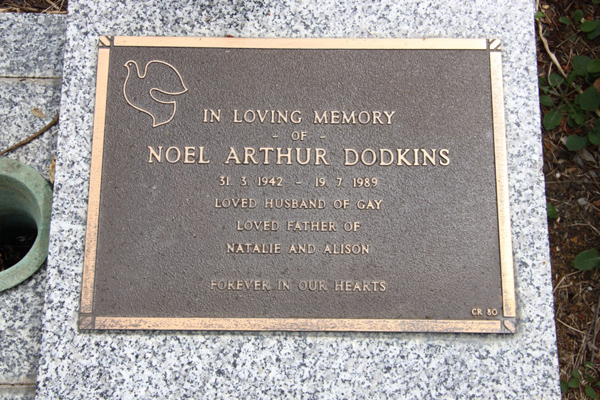 IN LOVING MEMORY
- OF -
NOEL ARTHUR DODKINS
31. 3. 1942 - 19. 7. 1989
LOVED HUSBAND OF GAY
LOVED FATHER OF
NATALIE AND ALISON
FOREVER IN OUR HEARTS
CR 80